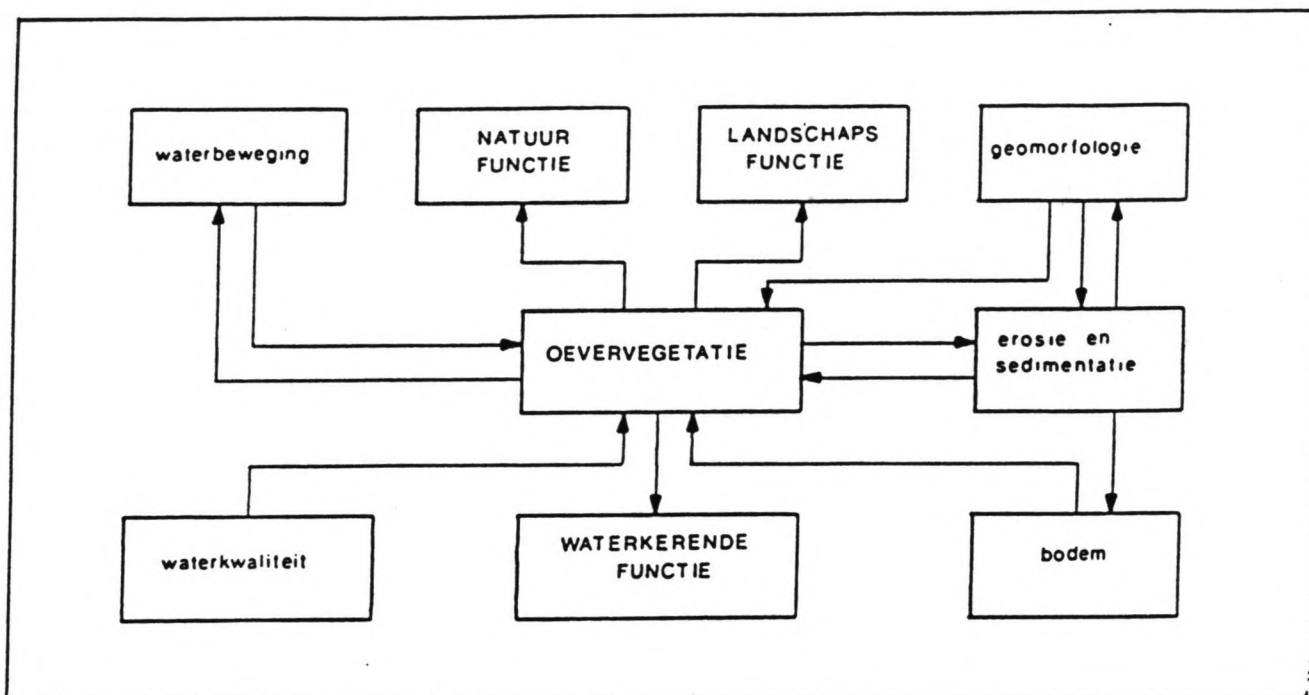 waterbeweging
NATUUR
FUNCTIE
LANDSCHAPS
FUNCTIE
geomorfologie
OEVERVEGETATIE
erosie en
sedimentatie
waterkwaliteit
WATERKERENDE
FUNCTIE
bodem